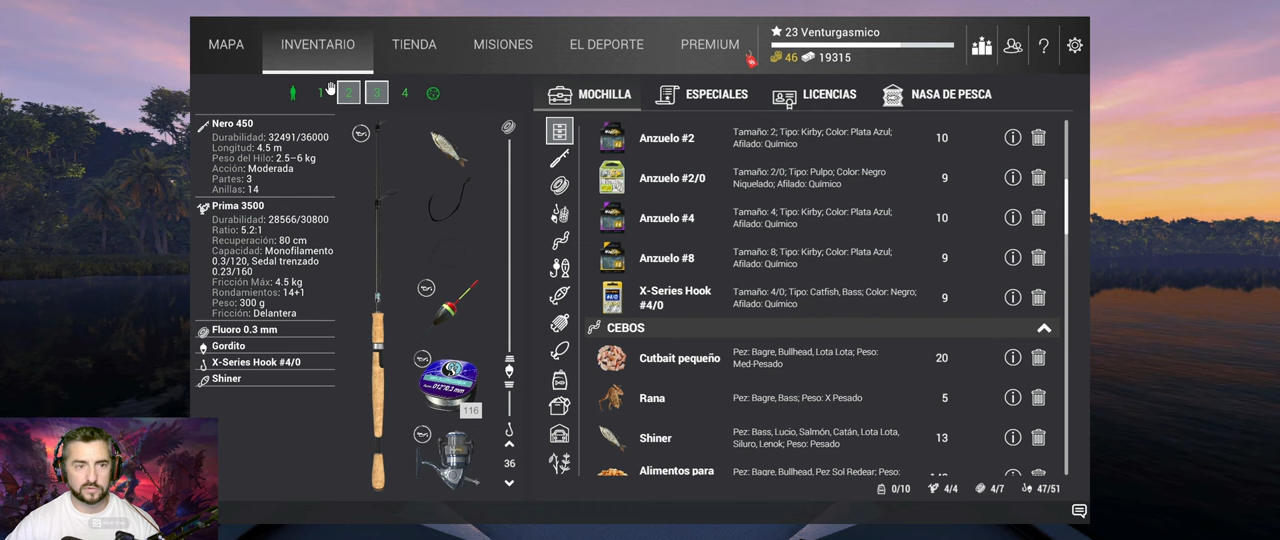 MAPA
INVENTARIO
TIENDA
MISIONES
EL DEPORTE
PREMIUM
23 Venturgasmico
46 19315
1 2 3 4
MOCHILLA
ESPECIALES
LICENCIAS
NASA DE PESCA
Nero 450
Durabilidad: 32491/36000
Longitud: 4.5 m
Peso del Hilo: 2.5–6 kg
Acción: Moderada
Partes: 3
Anillas: 14
Prima 3500
Durabilidad: 28566/30800
Ratio: 5.2:1
Recuperación: 80 cm
Capacidad: Monofilamento
0.3/120, Sedal trenzado
0.23/160
Fricción Máx: 4.5 kg
Rondamientos: 14+1
Peso: 300 g
Fricción: Delantera
Fluoro 0.3 mm
Gordito
X-Series Hook #4/0
Shiner
116
36
Anzuelo #2
Tamaño: 2; Tipo: Kirby; Color: Plata Azul;
Afilado: Químico
10
Anzuelo #2/0
Tamaño: 2/0; Tipo: Pulpo; Color: Negro
Niquelado; Afilado: Químico
9
Anzuelo #4
Tamaño: 4; Tipo: Kirby; Color: Plata Azul;
Afilado: Químico
10
Anzuelo #8
Tamaño: 8; Tipo: Kirby; Color: Plata Azul;
Afilado: Químico
9
X-Series Hook
#4/0
Tamaño: 4/0; Tipo: Catfish, Bass; Color: Negro;
Afilado: Químico
9
CEBOS
Cutbait pequeño
Pez: Bagre, Bullhead, Lota Lota; Peso:
Med-Pesado
20
Rana
Pez: Bagre, Bass; Peso: X Pesado
5
Shiner
Pez: Bass, Lucio, Salmón, Catán, Lota Lota,
Siluro, Lenok; Peso: Pesado
13
Alimentos para
Pez: Bagre, Bullhead, Pez Sol Redear; Peso:
0/10 4/4 4/7 47/51